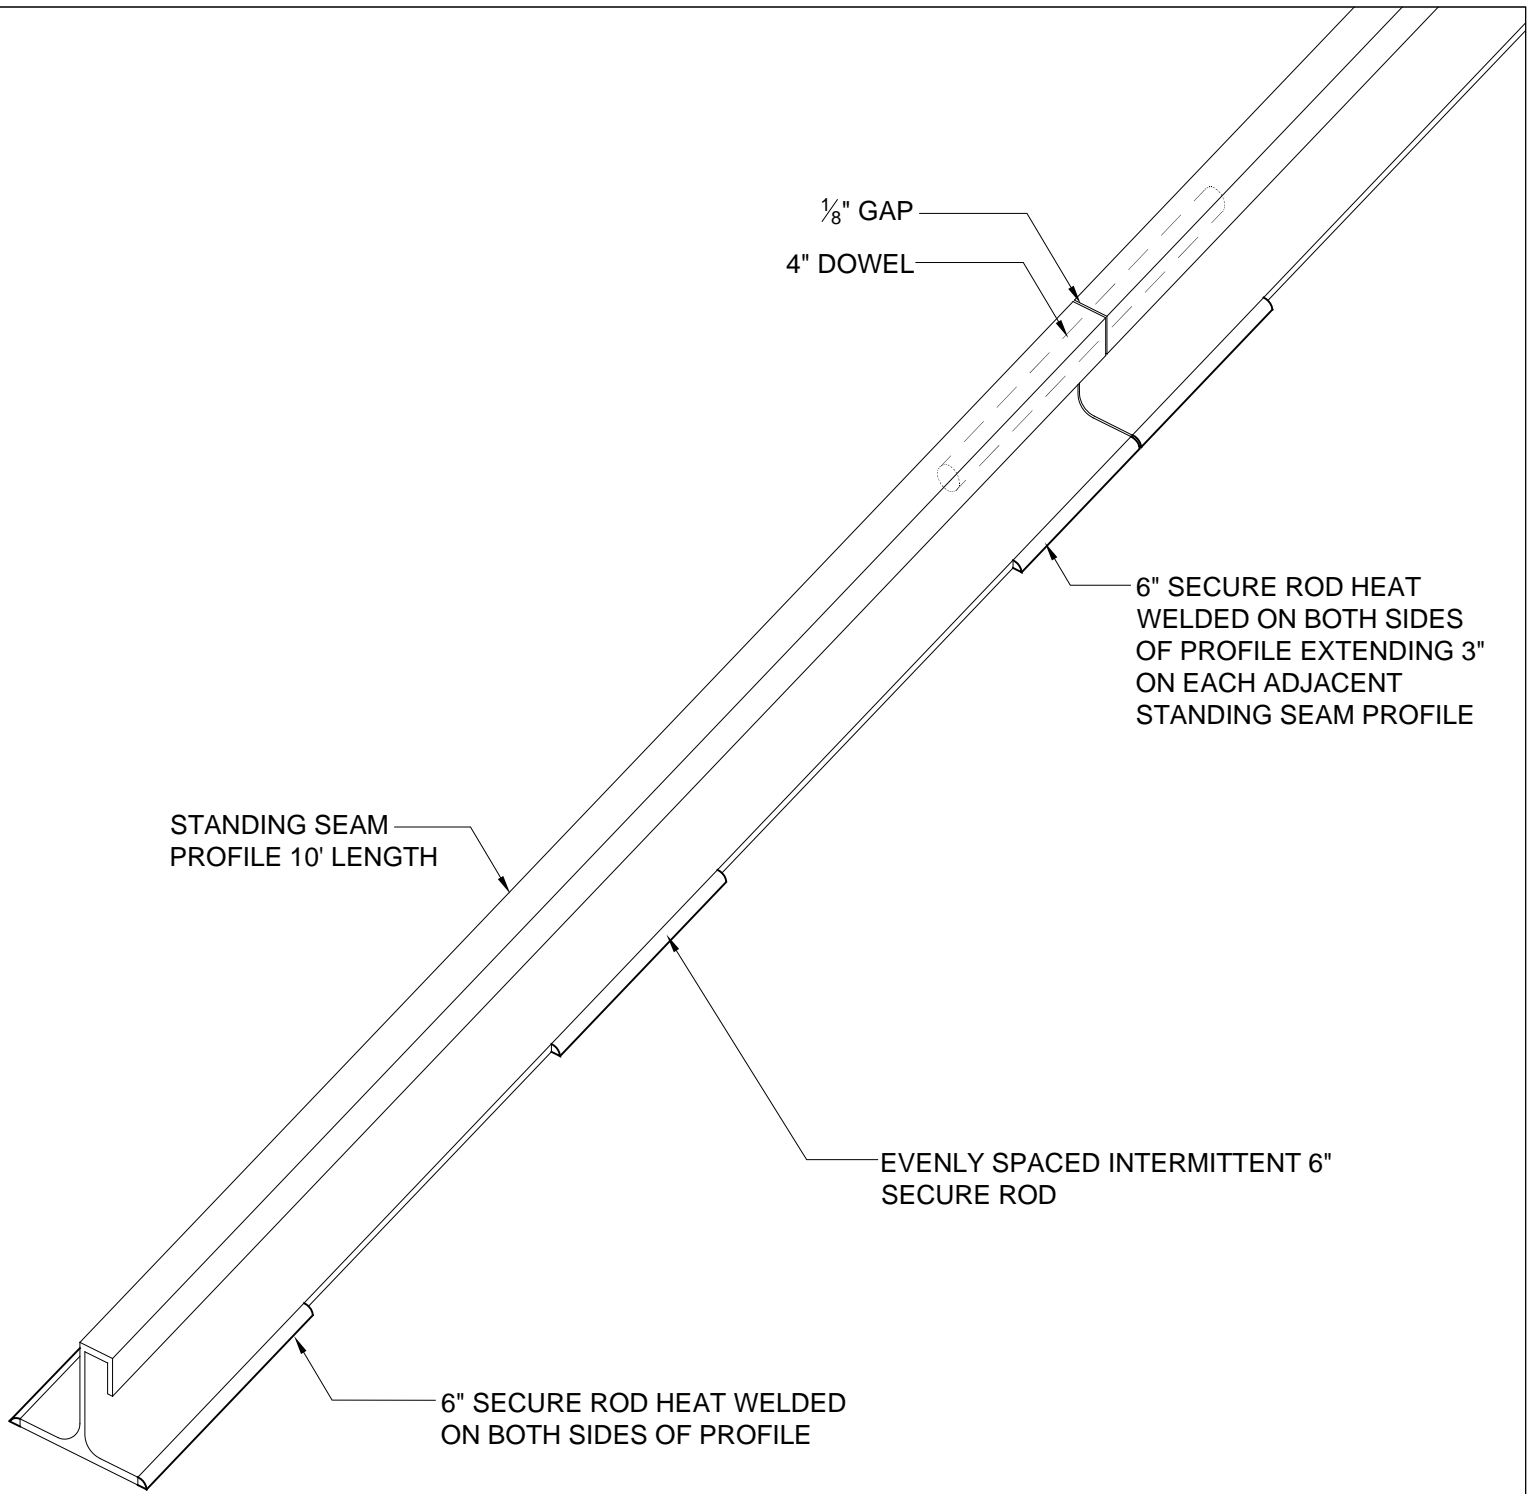 ⅛" GAP
4" DOWEL
6" SECURE ROD HEAT
WELDED ON BOTH SIDES
OF PROFILE EXTENDING 3"
ON EACH ADJACENT
STANDING SEAM PROFILE
STANDING SEAM
PROFILE 10' LENGTH
EVENLY SPACED INTERMITTENT 6"
SECURE ROD
6" SECURE ROD HEAT WELDED
ON BOTH SIDES OF PROFILE